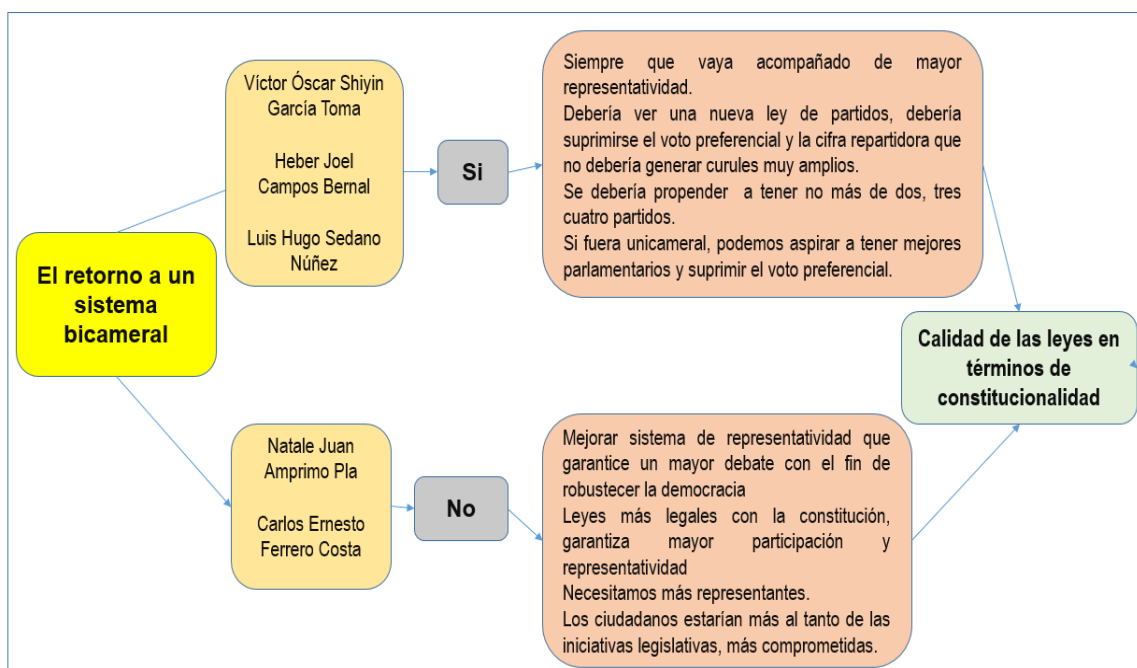 El retorno a un
sistema
bicameral
Víctor Óscar Shiyin
García Toma
Heber Joel
Campos Bernal
Luis Hugo Sedano
Núñez
Si
Siempre que vaya acompañado de mayor
representatividad.
Debería ver una nueva ley de partidos, debería
suprimirse el voto preferencial y la cifra repartidora que
no debería generar curules muy amplios.
Se debería propender a tener no más de dos, tres
cuatro partidos.
Si fuera unicameral, podemos aspirar a tener mejores
parlamentarios y suprimir el voto preferencial.
Natale Juan
Amprimo Pla
Carlos Ernesto
Ferrero Costa
No
Mejorar sistema de representatividad que
garantice un mayor debate con el fin de
robustecer la democracia
Leyes más legales con la constitución,
garantiza mayor participación y
representatividad
Necesitamos más representantes.
Los ciudadanos estarían más al tanto de las
iniciativas legislativas, más comprometidas.
Calidad de las leyes en
términos de
constitucionalidad